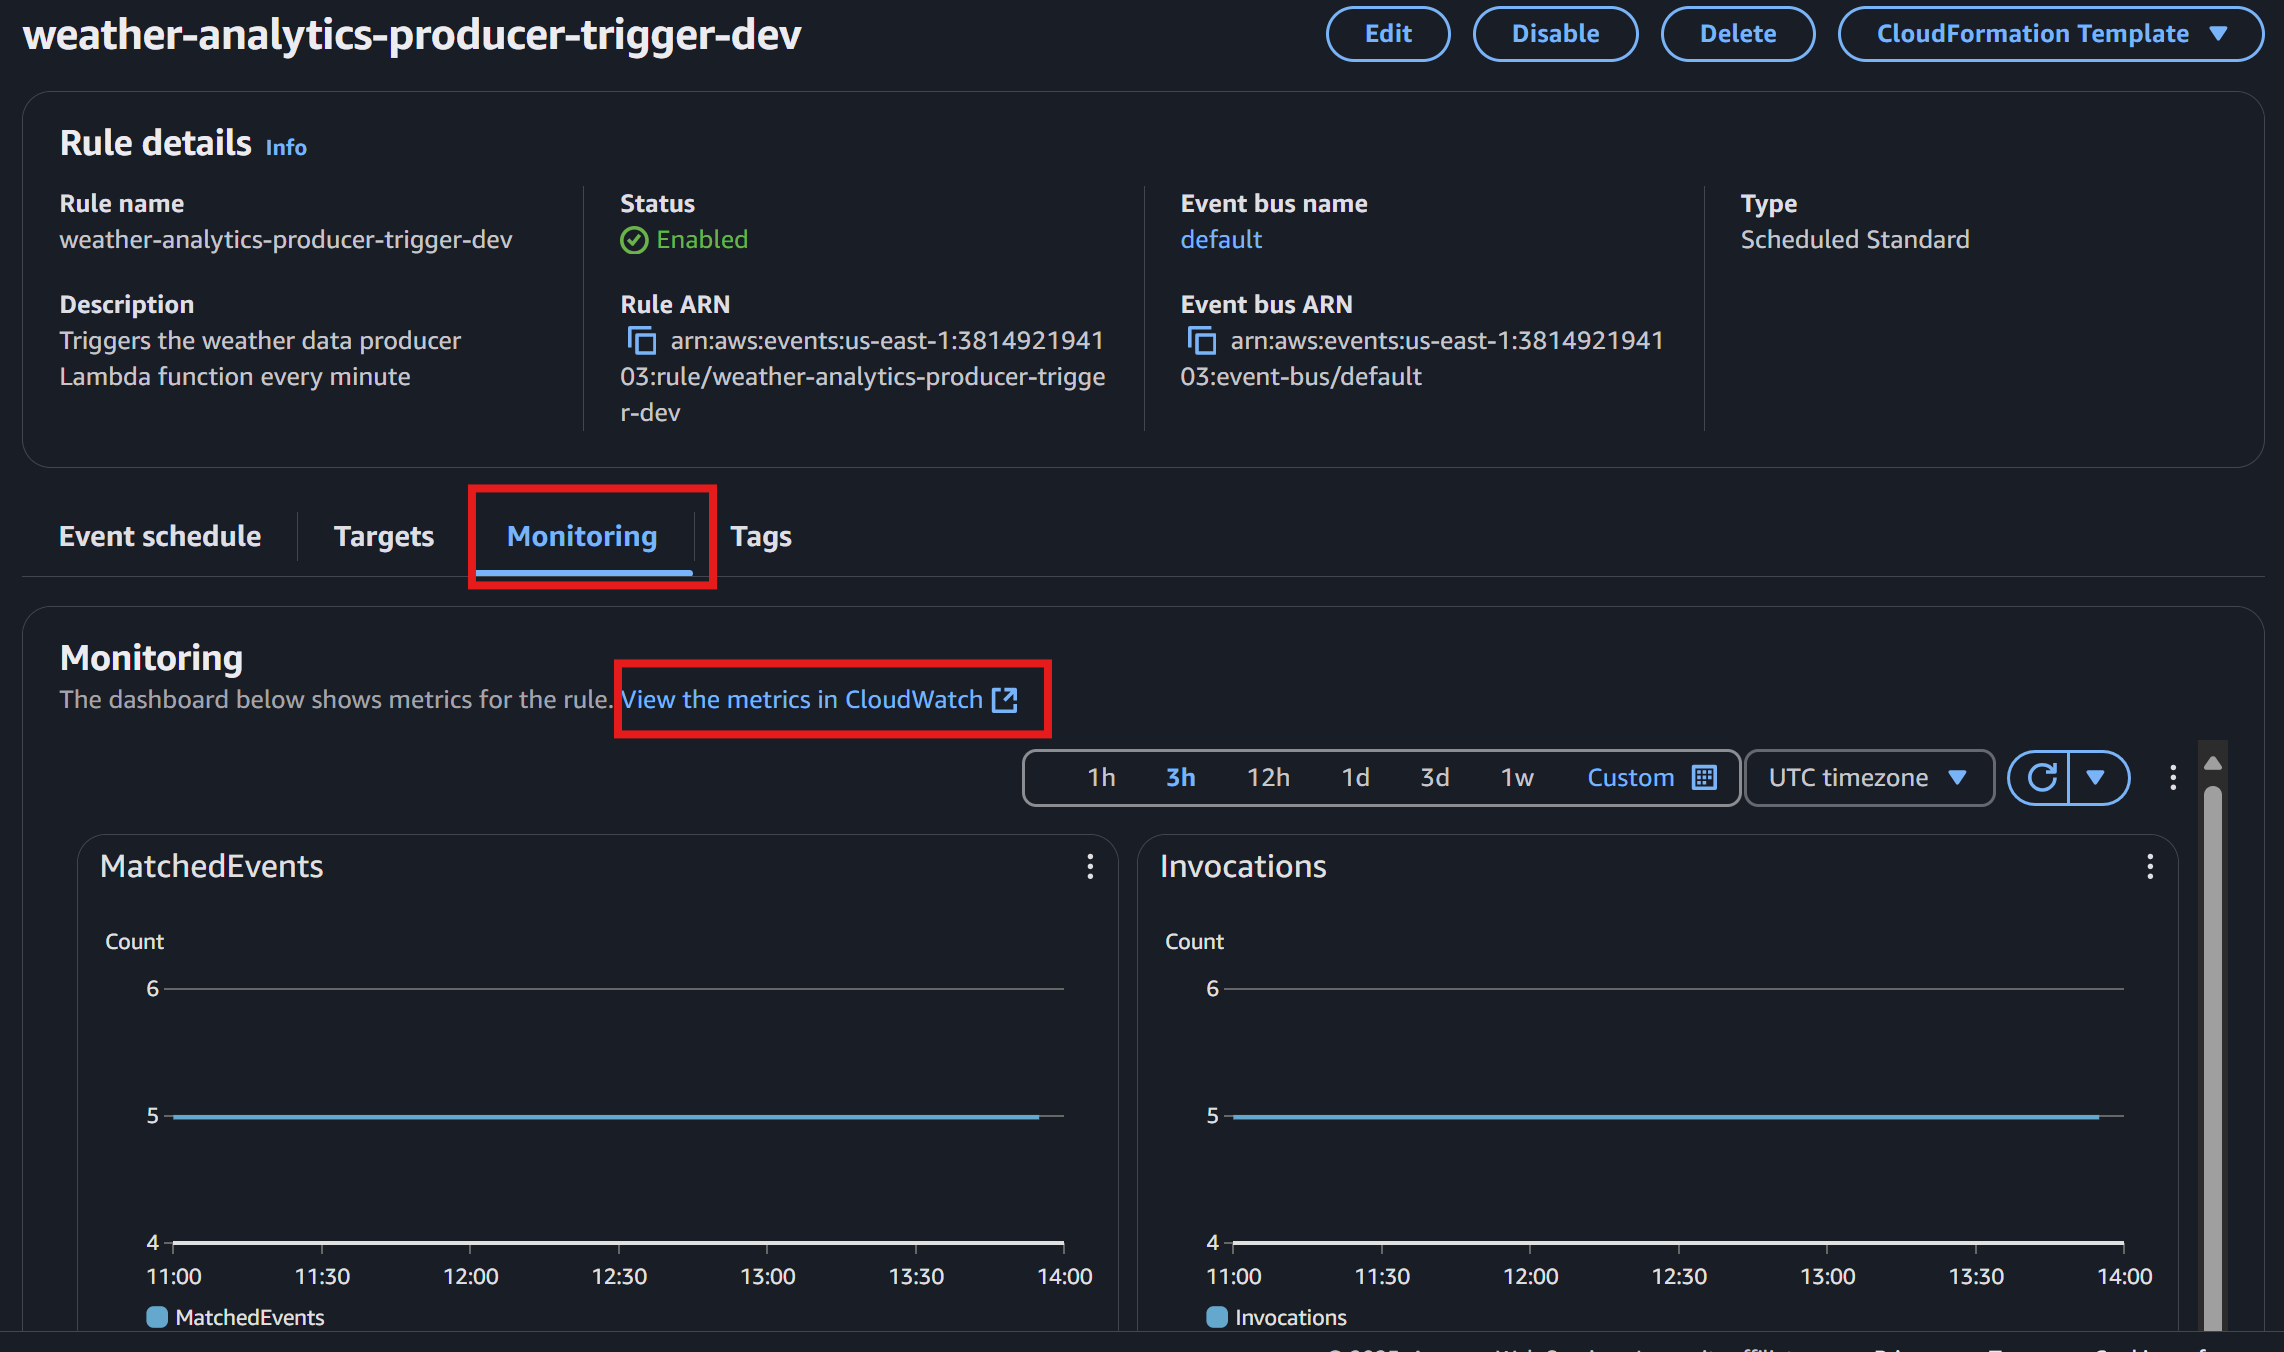 weather-analytics-producer-trigger-dev
Edit
Disable
Delete
CloudFormation Template
Rule details Info
Rule name
weather-analytics-producer-trigger-dev
Description
Triggers the weather data producer
Lambda function every minute
Status
Enabled
Rule ARN
arn:aws:events:us-east-1:3814921941
03:rule/weather-analytics-producer-trigge
r-dev
Event bus name
default
Event bus ARN
arn:aws:events:us-east-1:3814921941
03:event-bus/default
Type
Scheduled Standard
Event schedule
Targets
Monitoring
Tags
Monitoring
The dashboard below shows metrics for the rule. View the metrics in CloudWatch
1h 3h 12h 1d 3d 1w Custom
UTC timezone
MatchedEvents
Count
6
5
4
11:00 11:30 12:00 12:30 13:00 13:30 14:00
MatchedEvents
Invocations
Count
6
5
4
11:00 11:30 12:00 12:30 13:00 13:30 14:00
Invocations